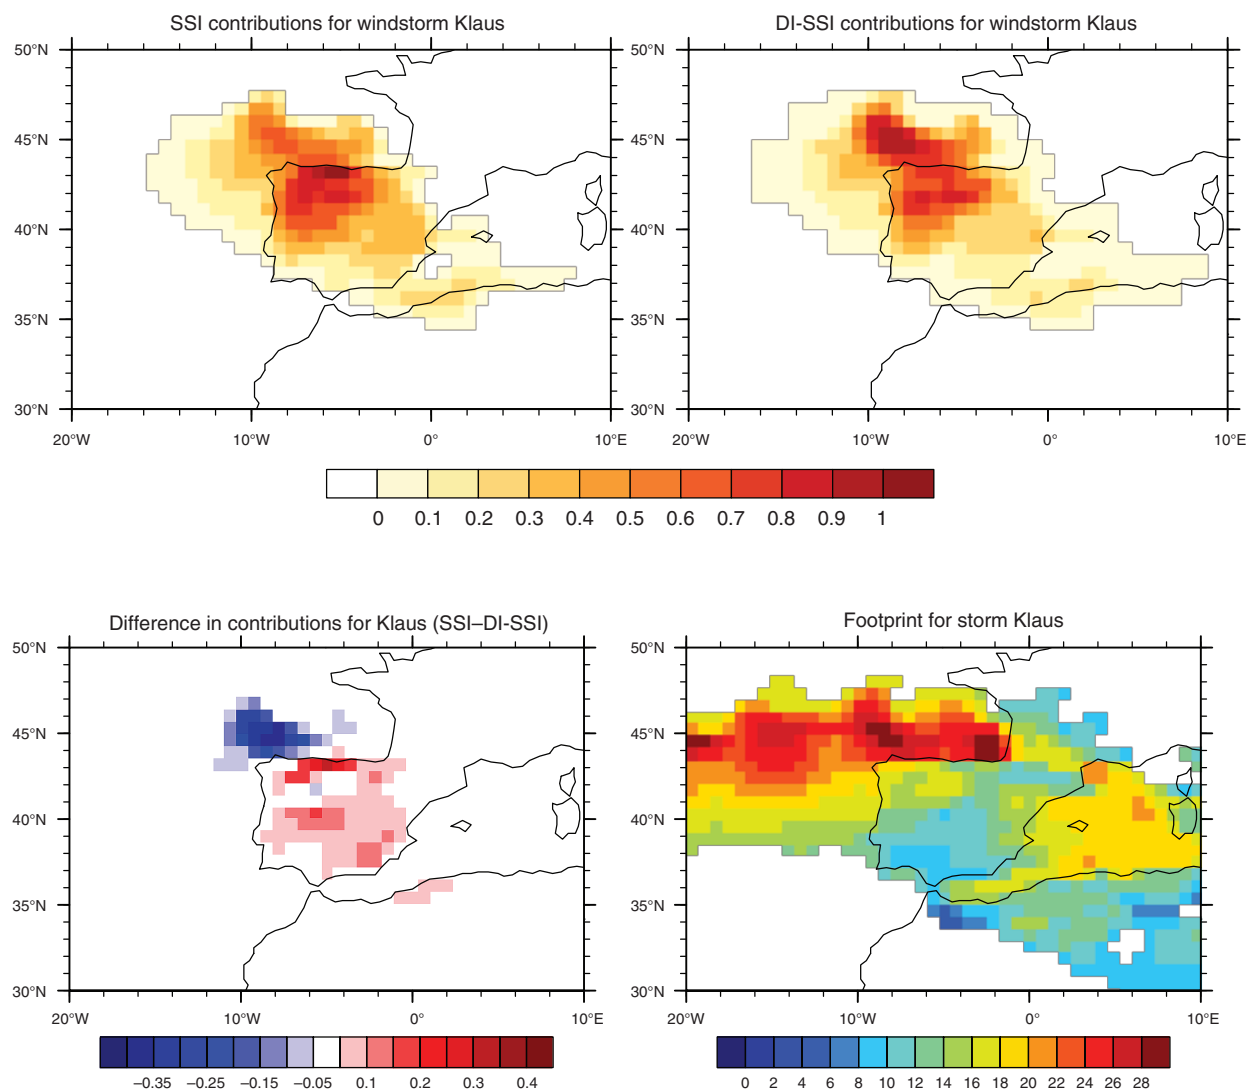 SSI contributions for windstorm Klaus
DI-SSI contributions for windstorm Klaus
50°N
45°N
40°N
35°N
30°N
20°W 10°W 0° 10°E
50°N
45°N
40°N
35°N
30°N
20°W 10°W 0° 10°E
0 0.1 0.2 0.3 0.4 0.5 0.6 0.7 0.8 0.9 1
Difference in contributions for Klaus (SSI–DI-SSI)
Footprint for storm Klaus
50°N
45°N
40°N
35°N
30°N
20°W 10°W 0° 10°E
50°N
45°N
40°N
35°N
30°N
20°W 10°W 0° 10°E
−0.35 −0.25 −0.15 −0.05 0.1 0.2 0.3 0.4
0 2 4 6 8 10 12 14 16 18 20 22 24 26 28